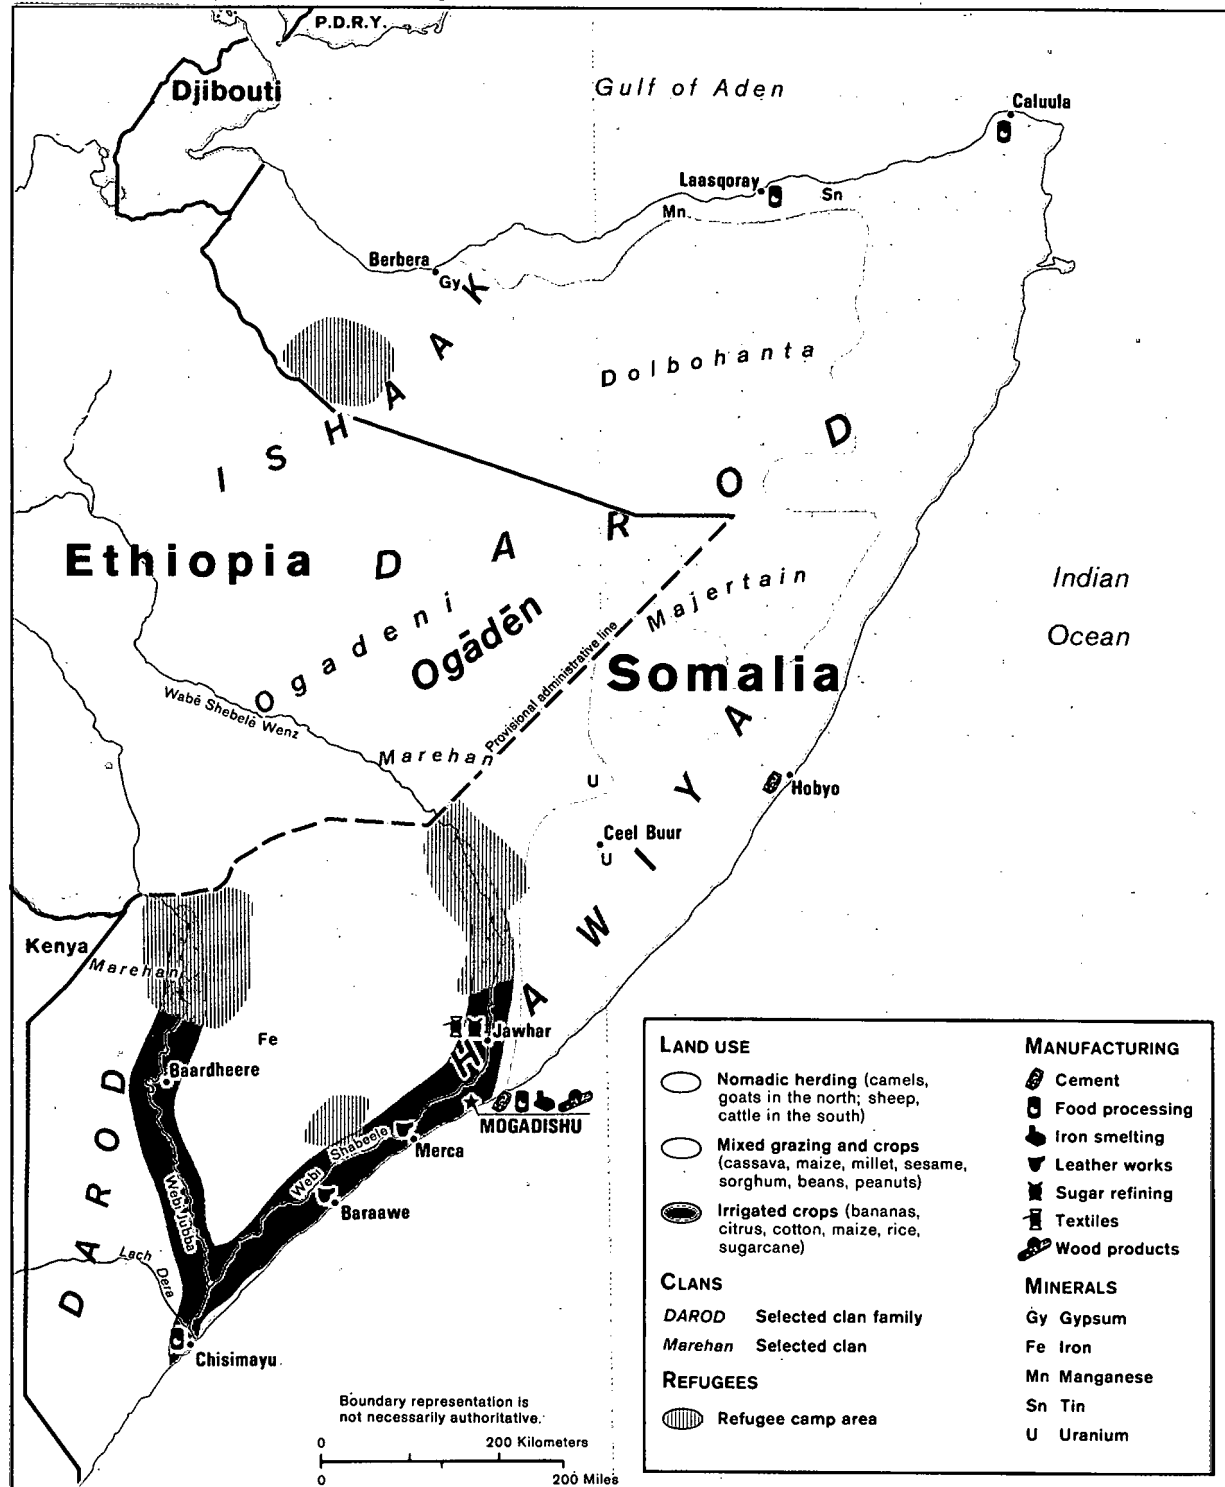 P.D.R.Y.
Djibouti
Gulf of Aden
Caluula
Laasqoray
Sn
Mn
Berbera
Gy
ISHAAK
Dolbohanta
DAROD
Ethiopia
Ogadeni
Ogādēn
Majertain
Indian
Ocean
Provisional administrative line
Somalia
Wabē Shebelē Wenz
Marehan
HAWIYA
U
Hobyo
Ceel Buur
U
Kenya
Marehan
Fe
Jawhar
Baardheere
MOGADISHU
DAROD
Merca
Webi Shabeele
Webi Jubba
Baraawe
Lach Dera
Chisimayu
Boundary representation is
not necessarily authoritative.
0 200 Kilometers
0 200 Miles
LAND USE
Nomadic herding (camels,
goats in the north; sheep,
cattle in the south)
Mixed grazing and crops
(cassava, maize, millet, sesame,
sorghum, beans, peanuts)
Irrigated crops (bananas,
citrus, cotton, maize, rice,
sugarcane)
CLANS
DAROD Selected clan family
Marehan Selected clan
REFUGEES
Refugee camp area
MANUFACTURING
Cement
Food processing
Iron smelting
Leather works
Sugar refining
Textiles
Wood products
MINERALS
Gy Gypsum
Fe Iron
Mn Manganese
Sn Tin
U Uranium